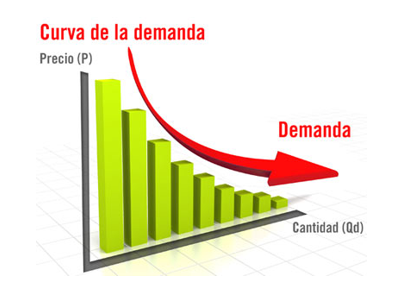 Curva de la demanda
Precio (P)
Demanda
Cantidad (Qd)